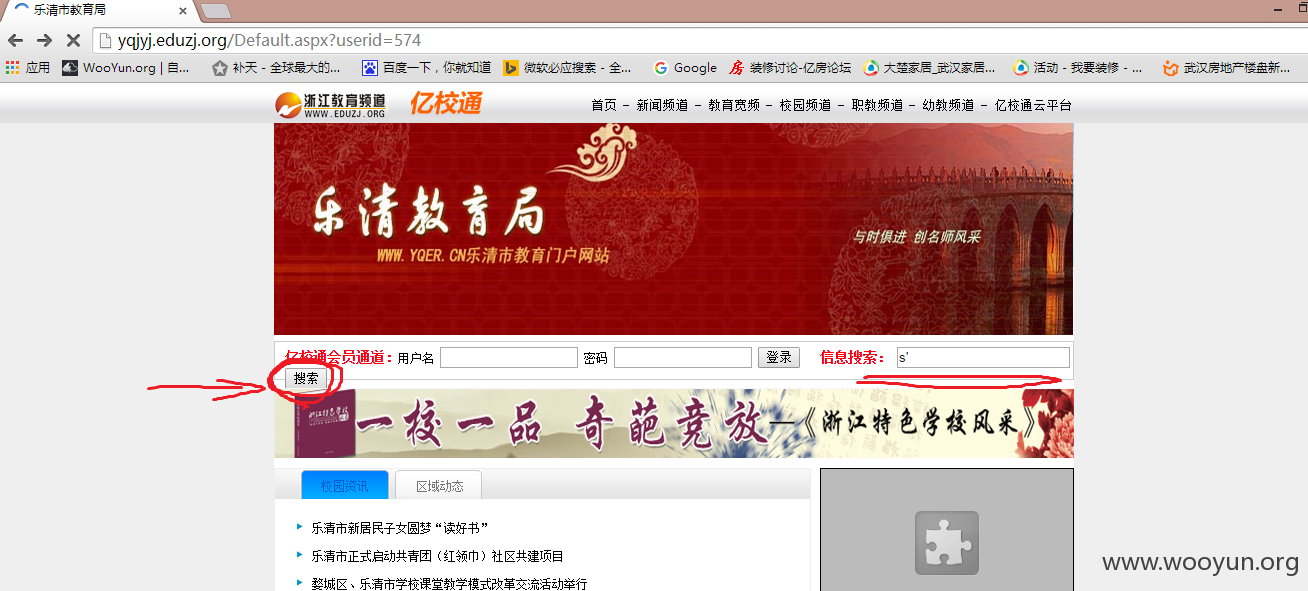 乐清市教育局
yqjyj.eduzj.org/Default.aspx?userid=574
应用 WooYun.org | 自... 补天 - 全球最大的... 百度一下，你就知道 微软必应搜索 - 全... Google 装修讨论-亿房论坛 大楚家居_武汉家居... 活动 - 我要装修 - ... 武汉房地产楼盘新...
浙江教育频道 亿校通 首页 - 新闻频道 - 教育宽频 - 校园频道 - 职教频道 - 幼教频道 - 亿校通云平台
WWW.EDUZJ.ORG
乐清教育局
与时俱进 创名师风采
WWW.YQER.CN乐清市教育门户网站
亿校通会员通道：用户名 密码 登录 信息搜索： s'
搜索
一校一品 奇葩竞放—《浙江特色学校风采》
校园资讯 区域动态
乐清市新居民子女圆梦“读好书”
乐清市正式启动共青团（红领巾）社区共建项目
婺城区、乐清市学校课堂教学模式改革交流活动举行
www.wooyun.org